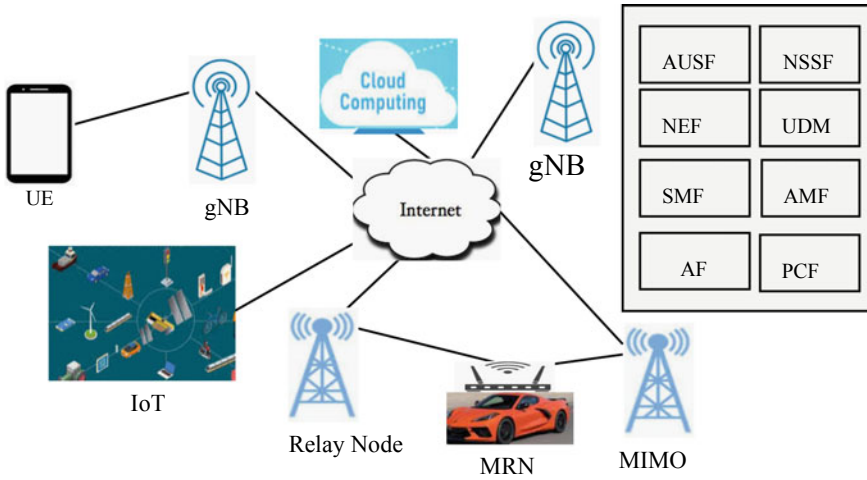 Cloud
Computing
AUSF
NSSF
NEF
UDM
SMF
AMF
AF
PCF
UE
gNB
gNB
Internet
IoT
Relay Node
MRN
MIMO